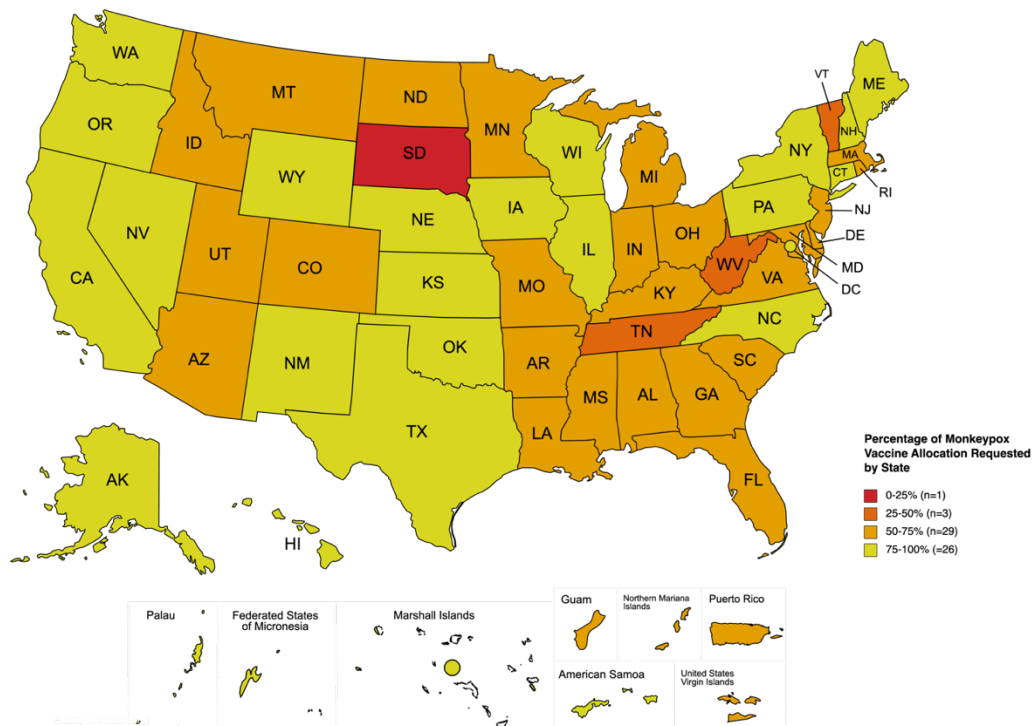 WA
OR
CA
NV
ID
MT
WY
UT
CO
AZ
NM
ND
SD
NE
KS
OK
TX
MN
IA
MO
AR
LA
WI
IL
MI
IN
OH
KY
TN
MS
AL
GA
FL
SC
NC
VA
WV
PA
NY
VT
NH
ME
MA
CT
RI
NJ
DE
MD
DC
AK
HI
Percentage of Monkeypox
Vaccine Allocation Requested
by State
0-25% (n=1)
25-50% (n=3)
50-75% (n=29)
75-100% (=26)
Palau
Federated States
of Micronesia
Marshall Islands
Guam
Northern Mariana
Islands
Puerto Rico
American Samoa
United States
Virgin Islands